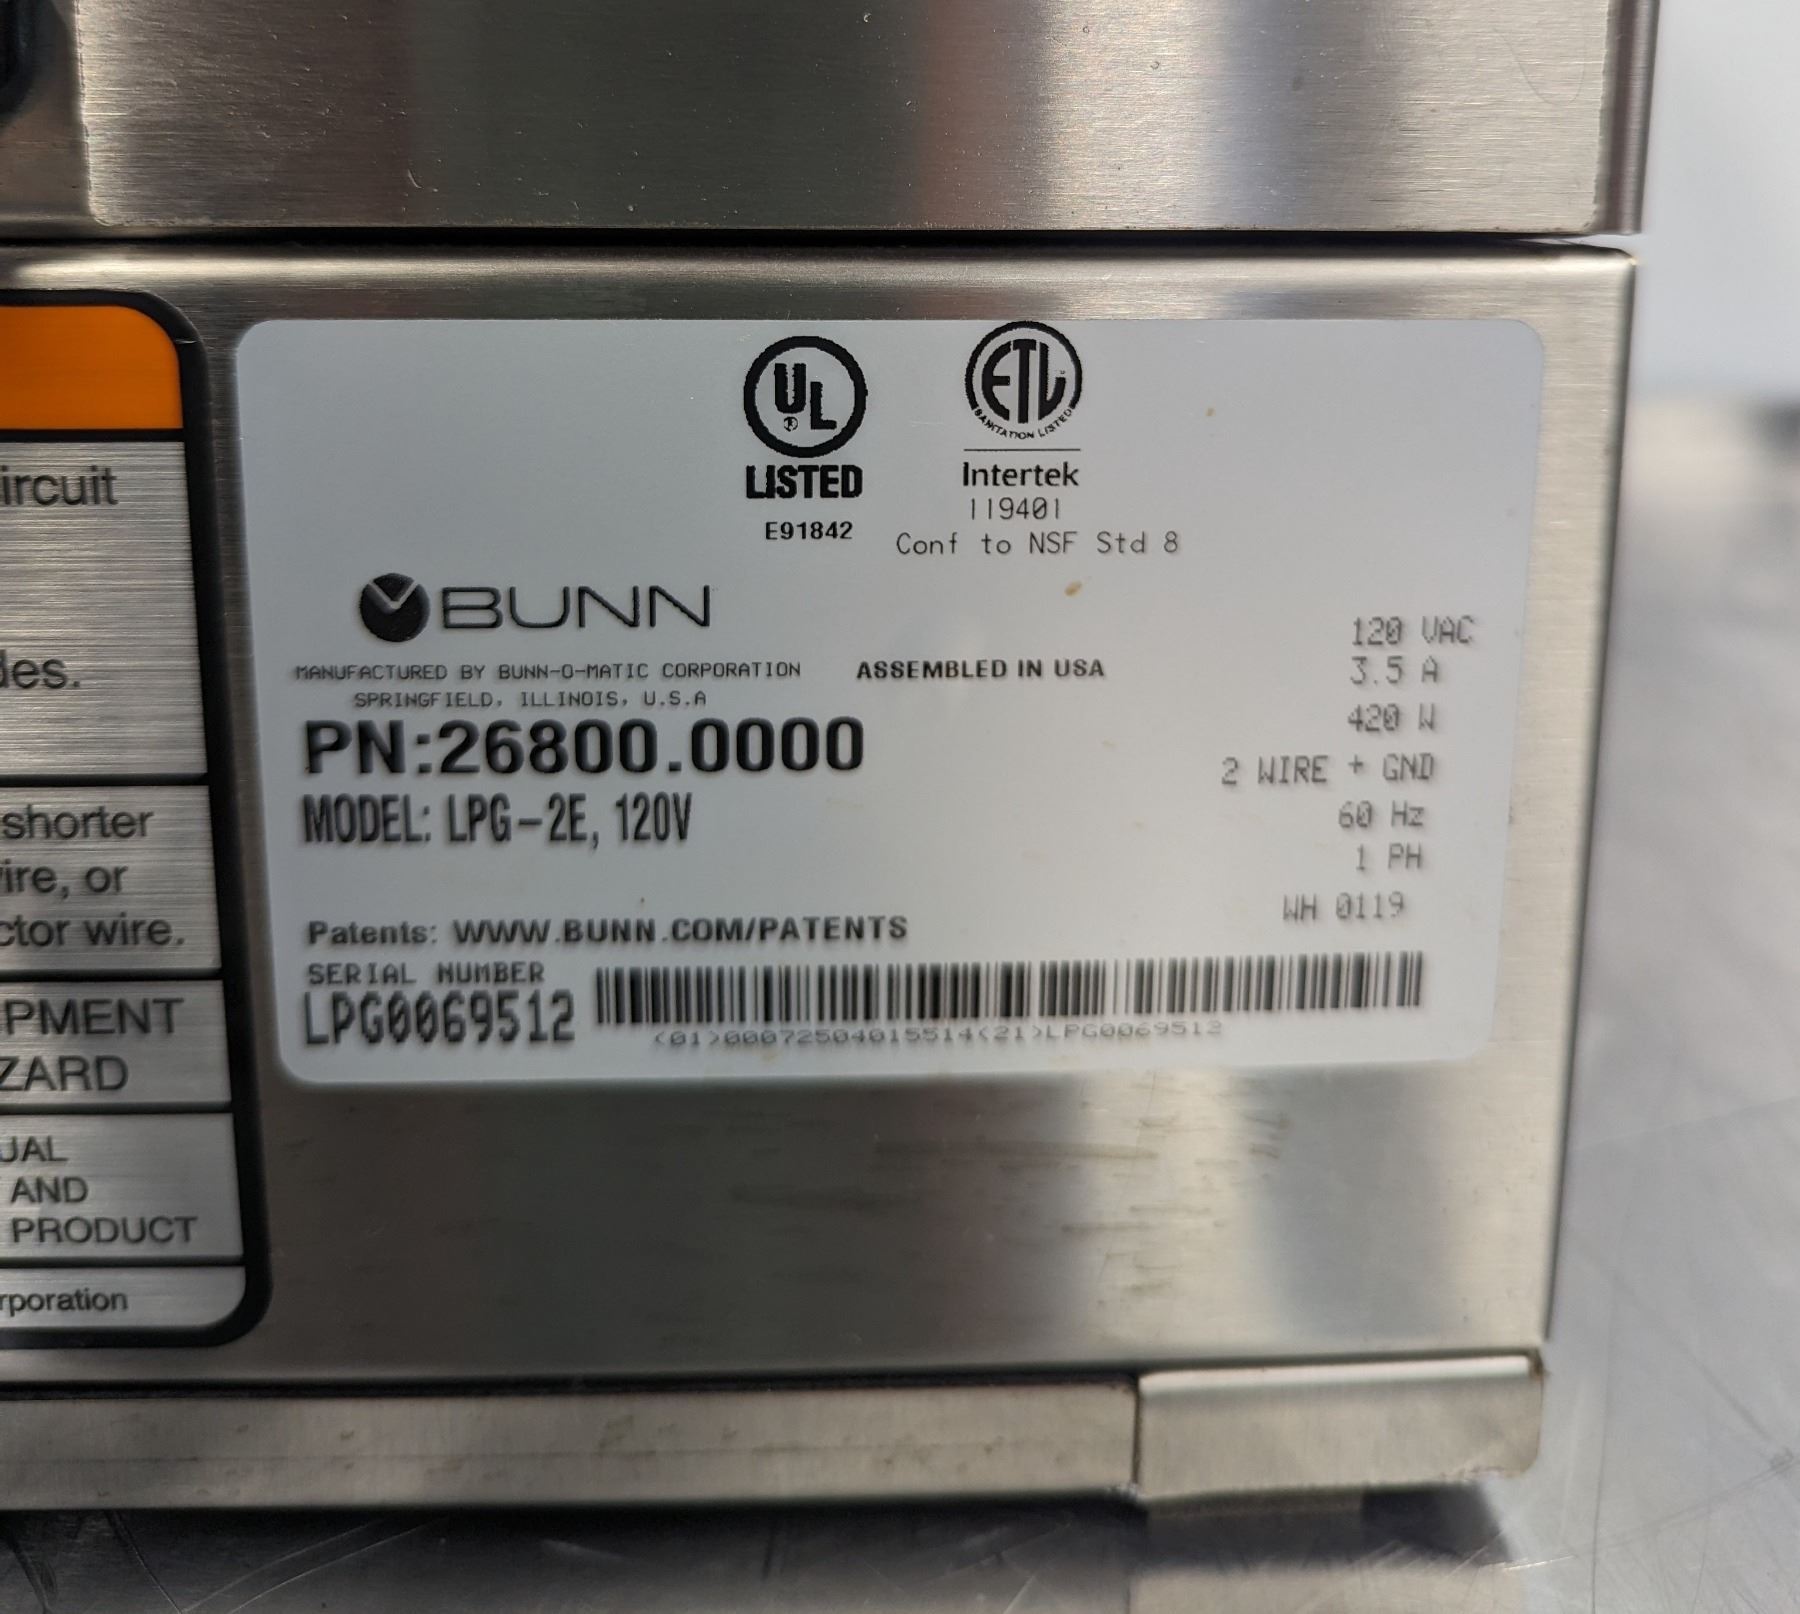 ircuit
des.
shorter
ire, or
ctor wire.
PMENT
ZARD
UAL
AND
PRODUCT
rporation
UL
®
LISTED
E91842
ETL
SANITATION LISTED
Intertek
119401
Conf to NSF Std 8
BUNN
MANUFACTURED BY BUNN-O-MATIC CORPORATION
SPRINGFIELD, ILLINOIS, U.S.A
ASSEMBLED IN USA
PN:26800.0000
MODEL: LPG-2E, 120V
120 VAC
3.5 A
420 W
2 WIRE + GND
60 Hz
1 PH
WH 0119
Patents: WWW.BUNN.COM/PATENTS
SERIAL NUMBER
LPG0069512
(01)00072504015514(21)LPG0069512